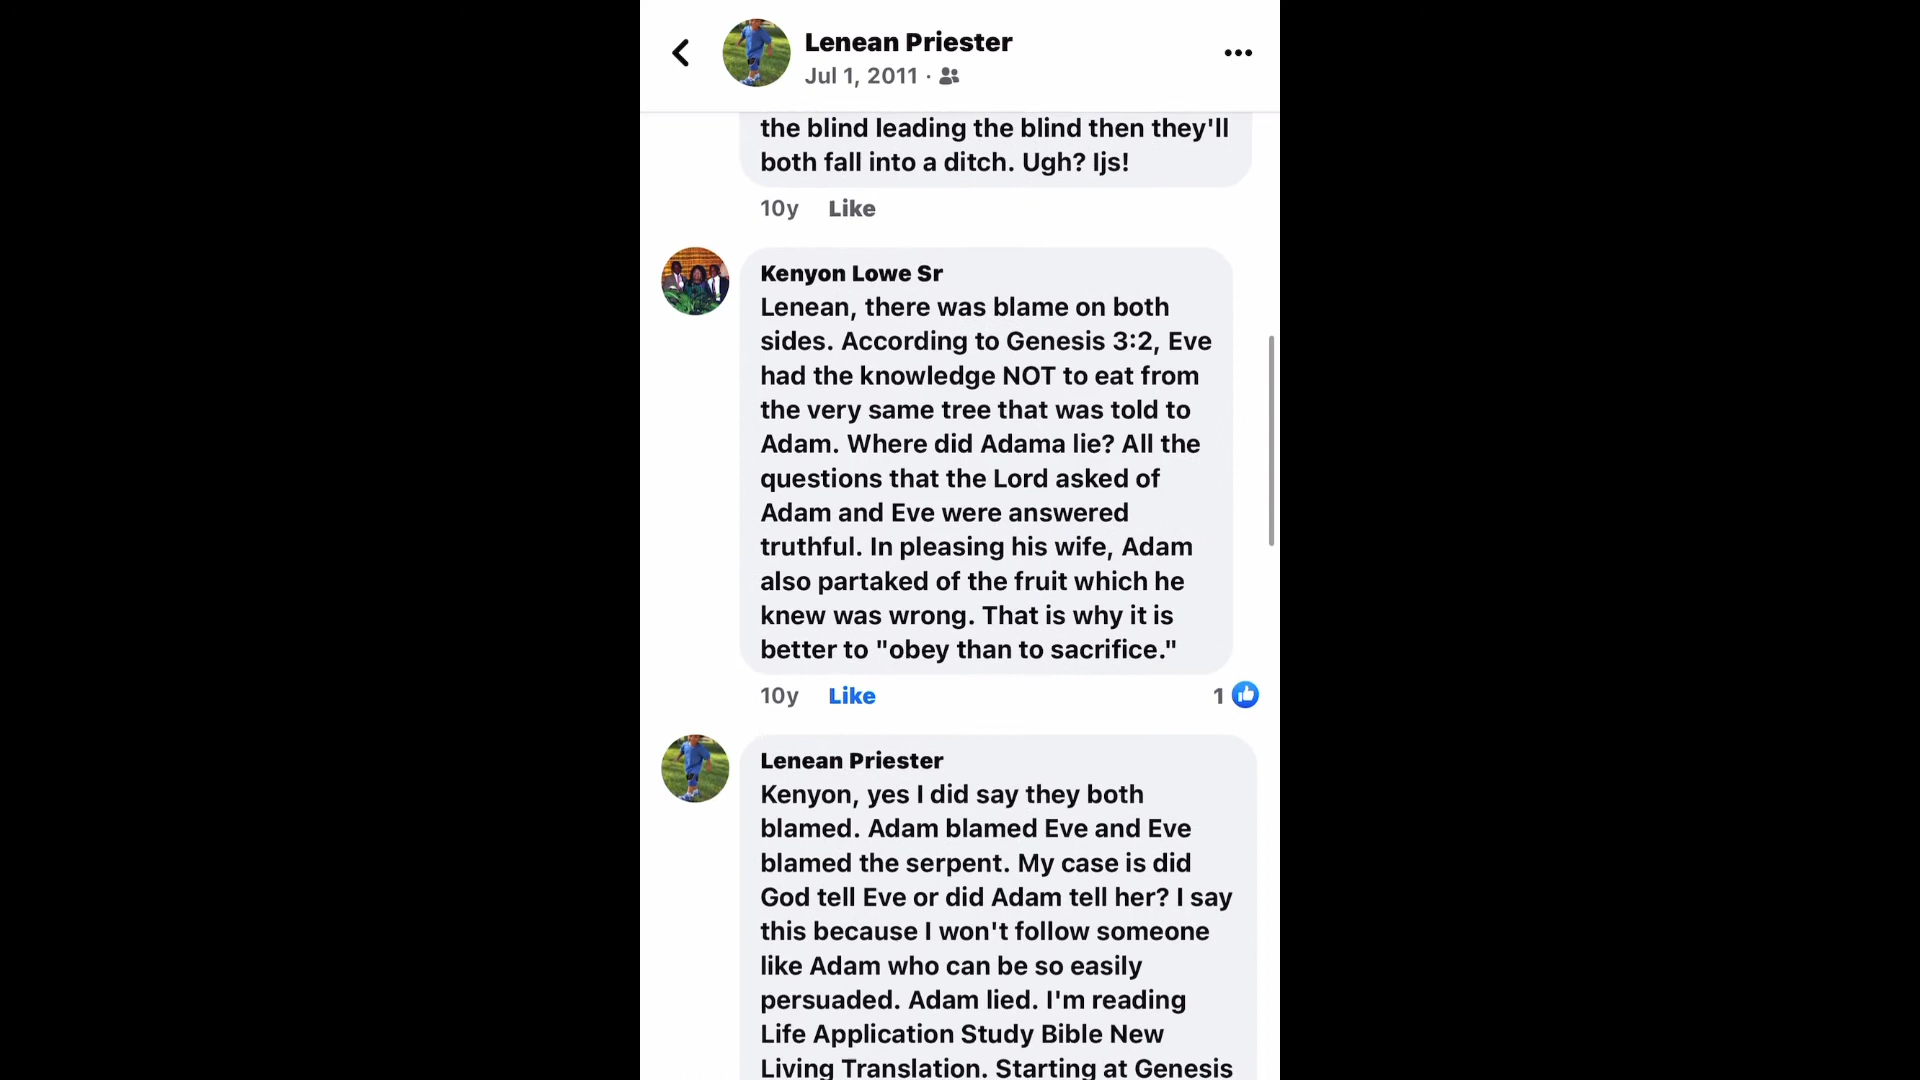 Lenean Priester
Jul 1, 2011 ·
the blind leading the blind then they'll
both fall into a ditch. Ugh? Ijs!
10y Like
Kenyon Lowe Sr
Lenean, there was blame on both
sides. According to Genesis 3:2, Eve
had the knowledge NOT to eat from
the very same tree that was told to
Adam. Where did Adama lie? All the
questions that the Lord asked of
Adam and Eve were answered
truthful. In pleasing his wife, Adam
also partaked of the fruit which he
knew was wrong. That is why it is
better to "obey than to sacrifice."
10y Like 1
Lenean Priester
Kenyon, yes I did say they both
blamed. Adam blamed Eve and Eve
blamed the serpent. My case is did
God tell Eve or did Adam tell her? I say
this because I won't follow someone
like Adam who can be so easily
persuaded. Adam lied. I'm reading
Life Application Study Bible New
Living Translation. Starting at Genesis